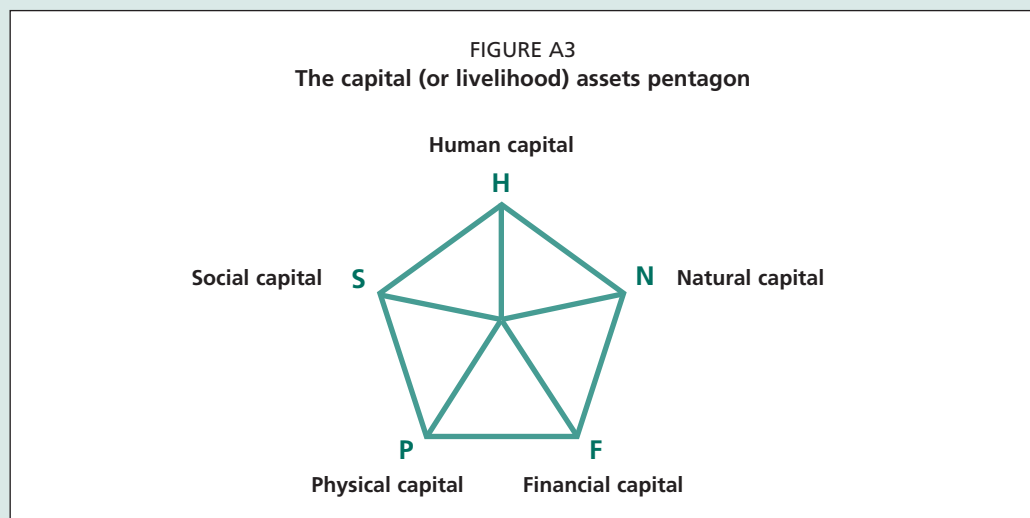 FIGURE A3
The capital (or livelihood) assets pentagon
Human capital
H
Social capital S N Natural capital
P F
Physical capital Financial capital